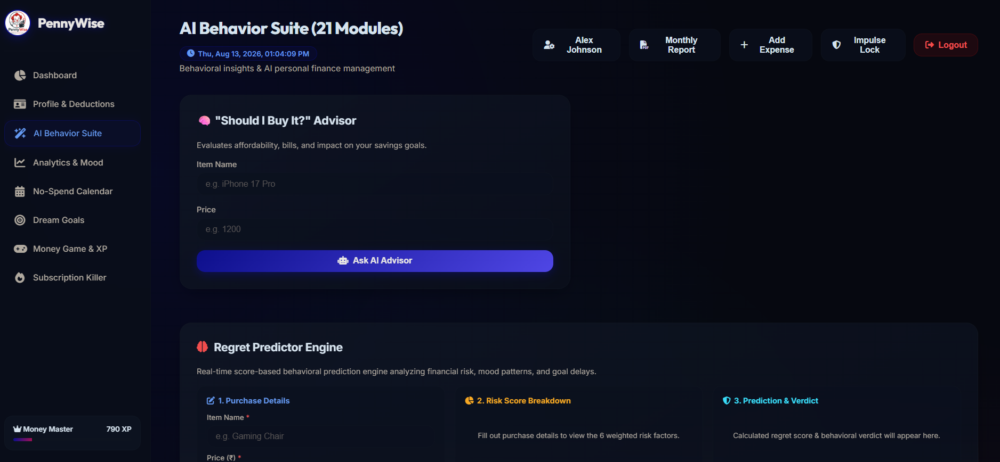 PennyWise
PennyWise
Dashboard
Profile & Deductions
AI Behavior Suite
Analytics & Mood
No-Spend Calendar
Dream Goals
Money Game & XP
Subscription Killer
Money Master 790 XP
AI Behavior Suite (21 Modules)
Thu, Aug 13, 2026, 01:04:09 PM
Behavioral insights & AI personal finance management
Alex
Johnson
PDF
Monthly
Report
Add
Expense
Impulse
Lock
Logout
"Should I Buy It?" Advisor
Evaluates affordability, bills, and impact on your savings goals.
Item Name
e.g. iPhone 17 Pro
Price
e.g. 1200
Ask AI Advisor
Regret Predictor Engine
Real-time score-based behavioral prediction engine analyzing financial risk, mood patterns, and goal delays.
1. Purchase Details
Item Name *
e.g. Gaming Chair
Price (₹) *
2. Risk Score Breakdown
Fill out purchase details to view the 6 weighted risk factors.
3. Prediction & Verdict
Calculated regret score & behavioral verdict will appear here.